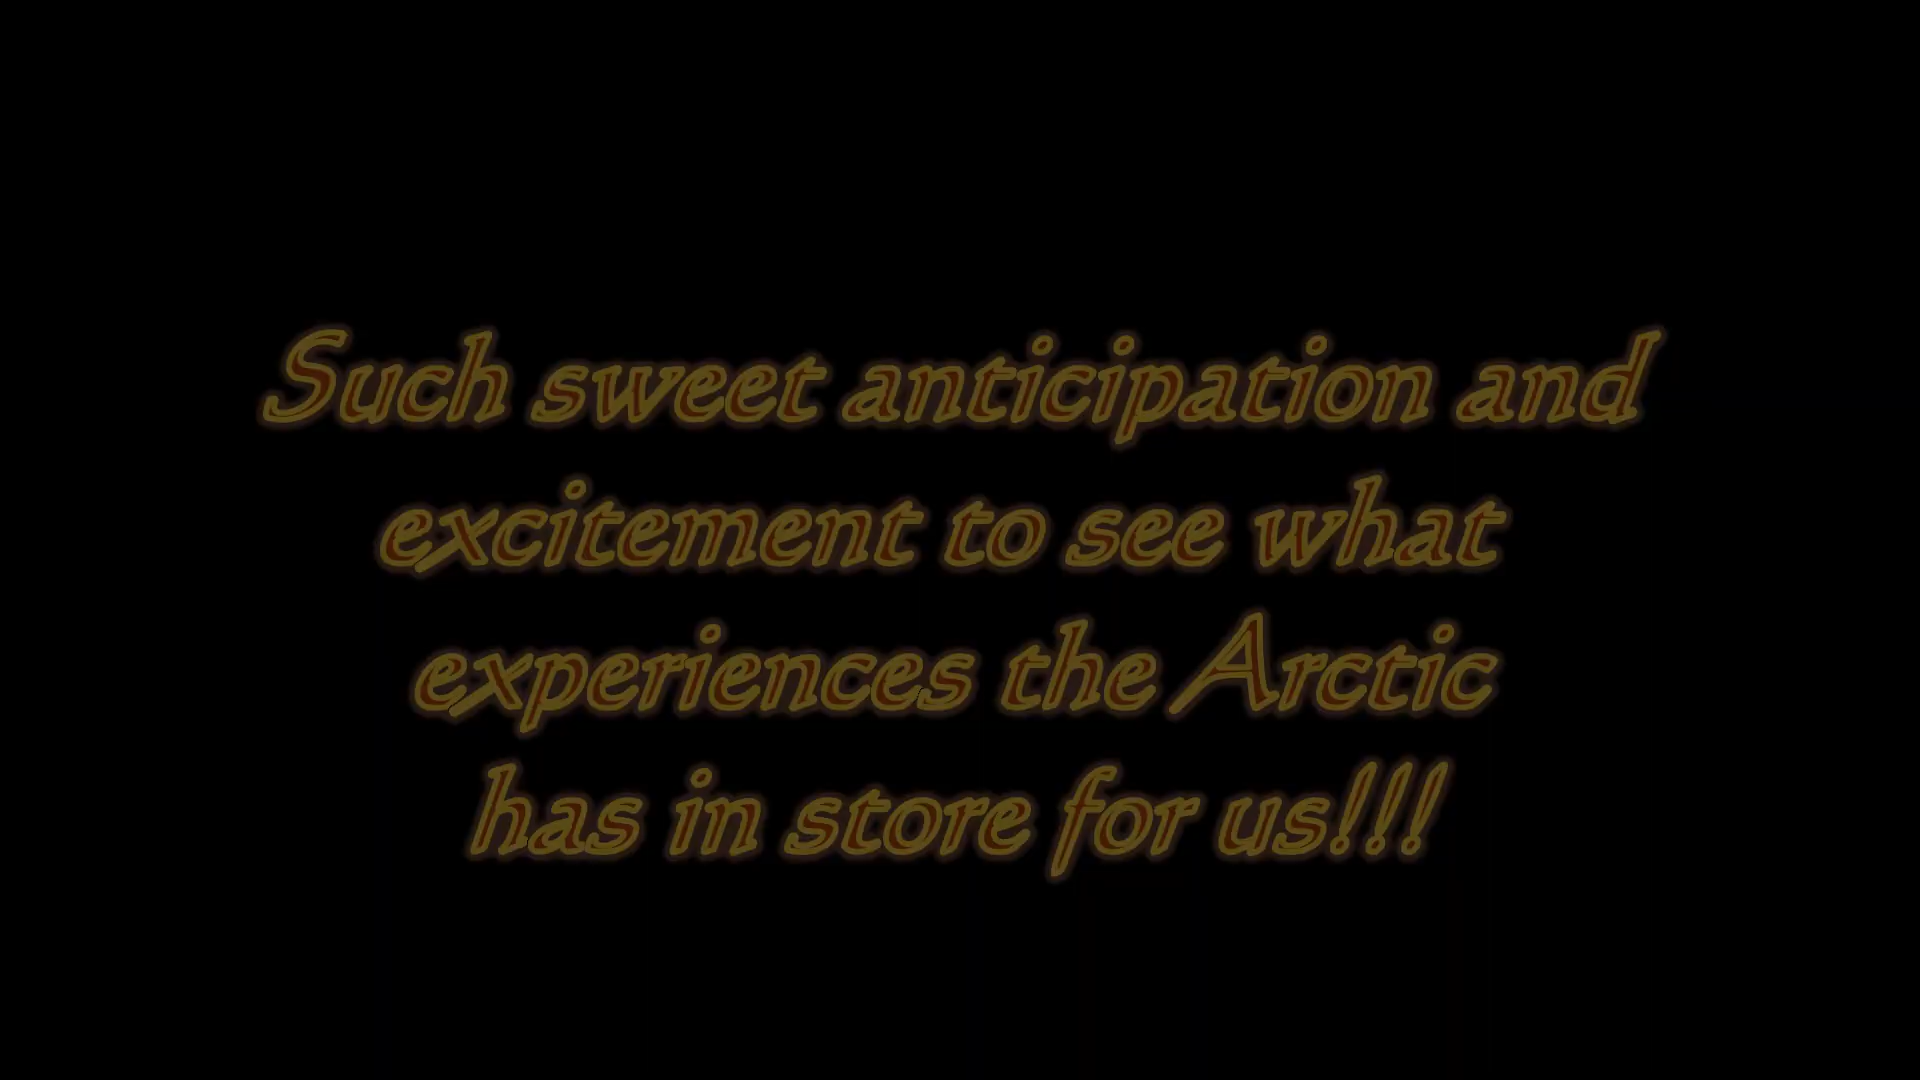 Such sweet anticipation and
excitement to see what
experiences the Arctic
has in store for us!!!